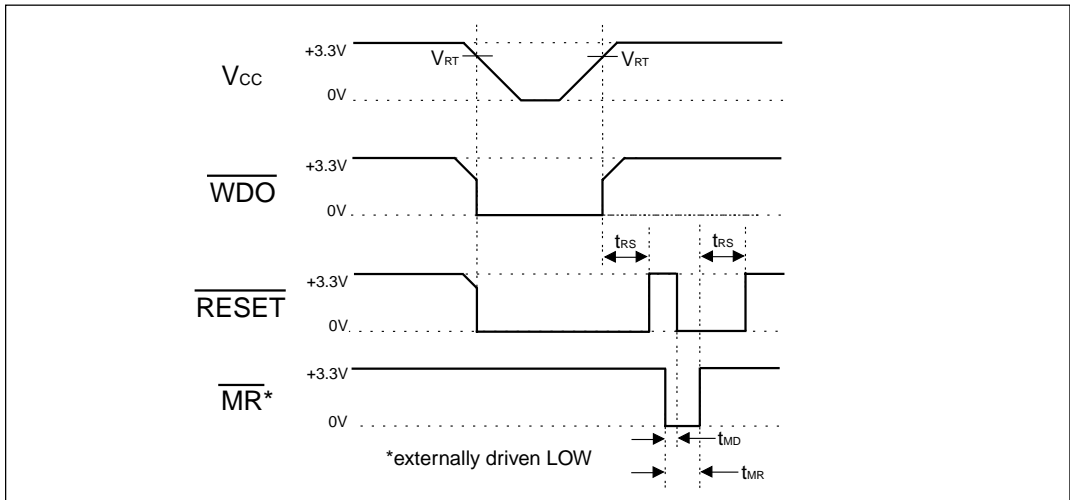 +3.3V
VRT
VRT
VCC
0V
+3.3V
WDO
0V
tRS
tRS
+3.3V
RESET
0V
+3.3V
MR*
0V
tMD
*externally driven LOW
tMR